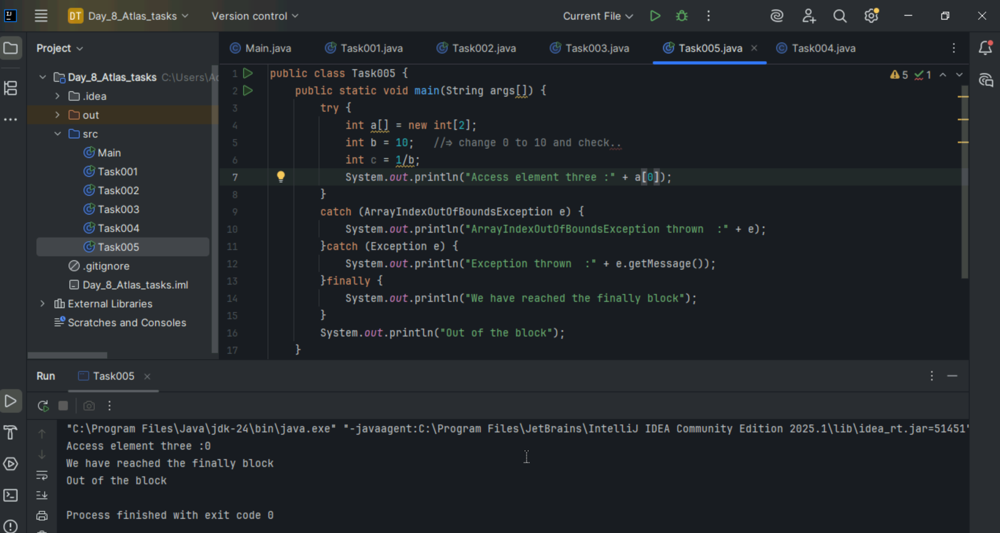 DT Day_8_Atlas_tasks Version control Current File
Project
Main.java Task001.java Task002.java Task003.java Task005.java Task004.java
Day_8_Atlas_tasks C:\Users\Ac
.idea
out
src
Main
Task001
Task002
Task003
Task004
Task005
.gitignore
Day_8_Atlas_tasks.iml
External Libraries
Scratches and Consoles
5 1
1 public class Task005 {
2 public static void main(String args[]) {
3 try {
4 int a[] = new int[2];
5 int b = 10; //=> change 0 to 10 and check..
6 int c = 1/b;
7 System.out.println("Access element three :" + a[0]);
8 }
9 catch (ArrayIndexOutOfBoundsException e) {
10 System.out.println("ArrayIndexOutOfBoundsException thrown  :" + e);
11 }catch (Exception e) {
12 System.out.println("Exception thrown  :" + e.getMessage());
13 }finally {
14 System.out.println("We have reached the finally block");
15 }
16 System.out.println("Out of the block");
17 }
Run Task005
"C:\Program Files\Java\jdk-24\bin\java.exe" "-javaagent:C:\Program Files\JetBrains\IntelliJ IDEA Community Edition 2025.1\lib\idea_rt.jar=51451"
Access element three :0
We have reached the finally block
Out of the block
Process finished with exit code 0